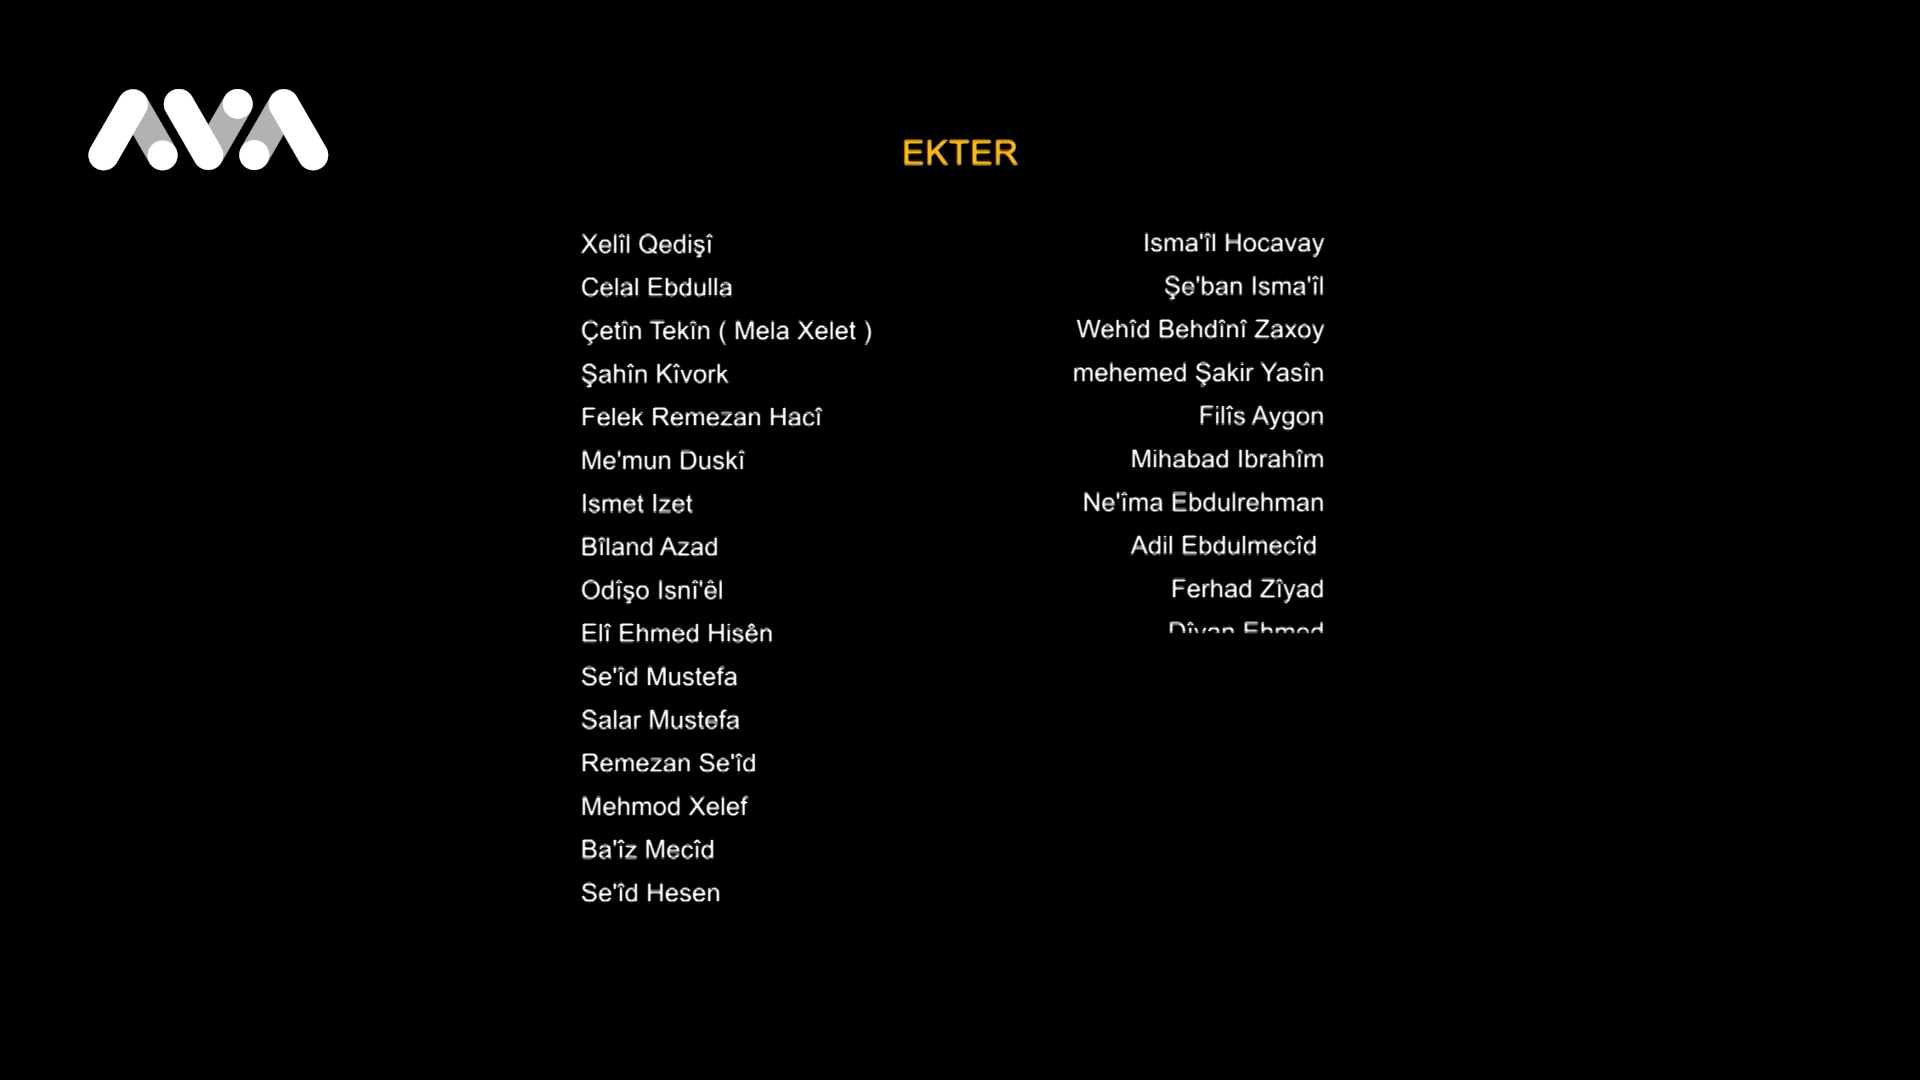 AVA
EKTER
Xelîl Qedişî
Celal Ebdulla
Çetîn Tekîn ( Mela Xelet )
Şahîn Kîvork
Felek Remezan Hacî
Me'mun Duskî
Ismet Izet
Bîland Azad
Odîşo Isnî'êl
Elî Ehmed Hisên
Se'îd Mustefa
Salar Mustefa
Remezan Se'îd
Mehmod Xelef
Ba'îz Mecîd
Se'îd Hesen
Isma'îl Hocavay
Şe'ban Isma'îl
Wehîd Behdînî Zaxoy
mehemed Şakir Yasîn
Filîs Aygon
Mihabad Ibrahîm
Ne'îma Ebdulrehman
Adil Ebdulmecîd
Ferhad Zîyad
Dîvan Ehmed